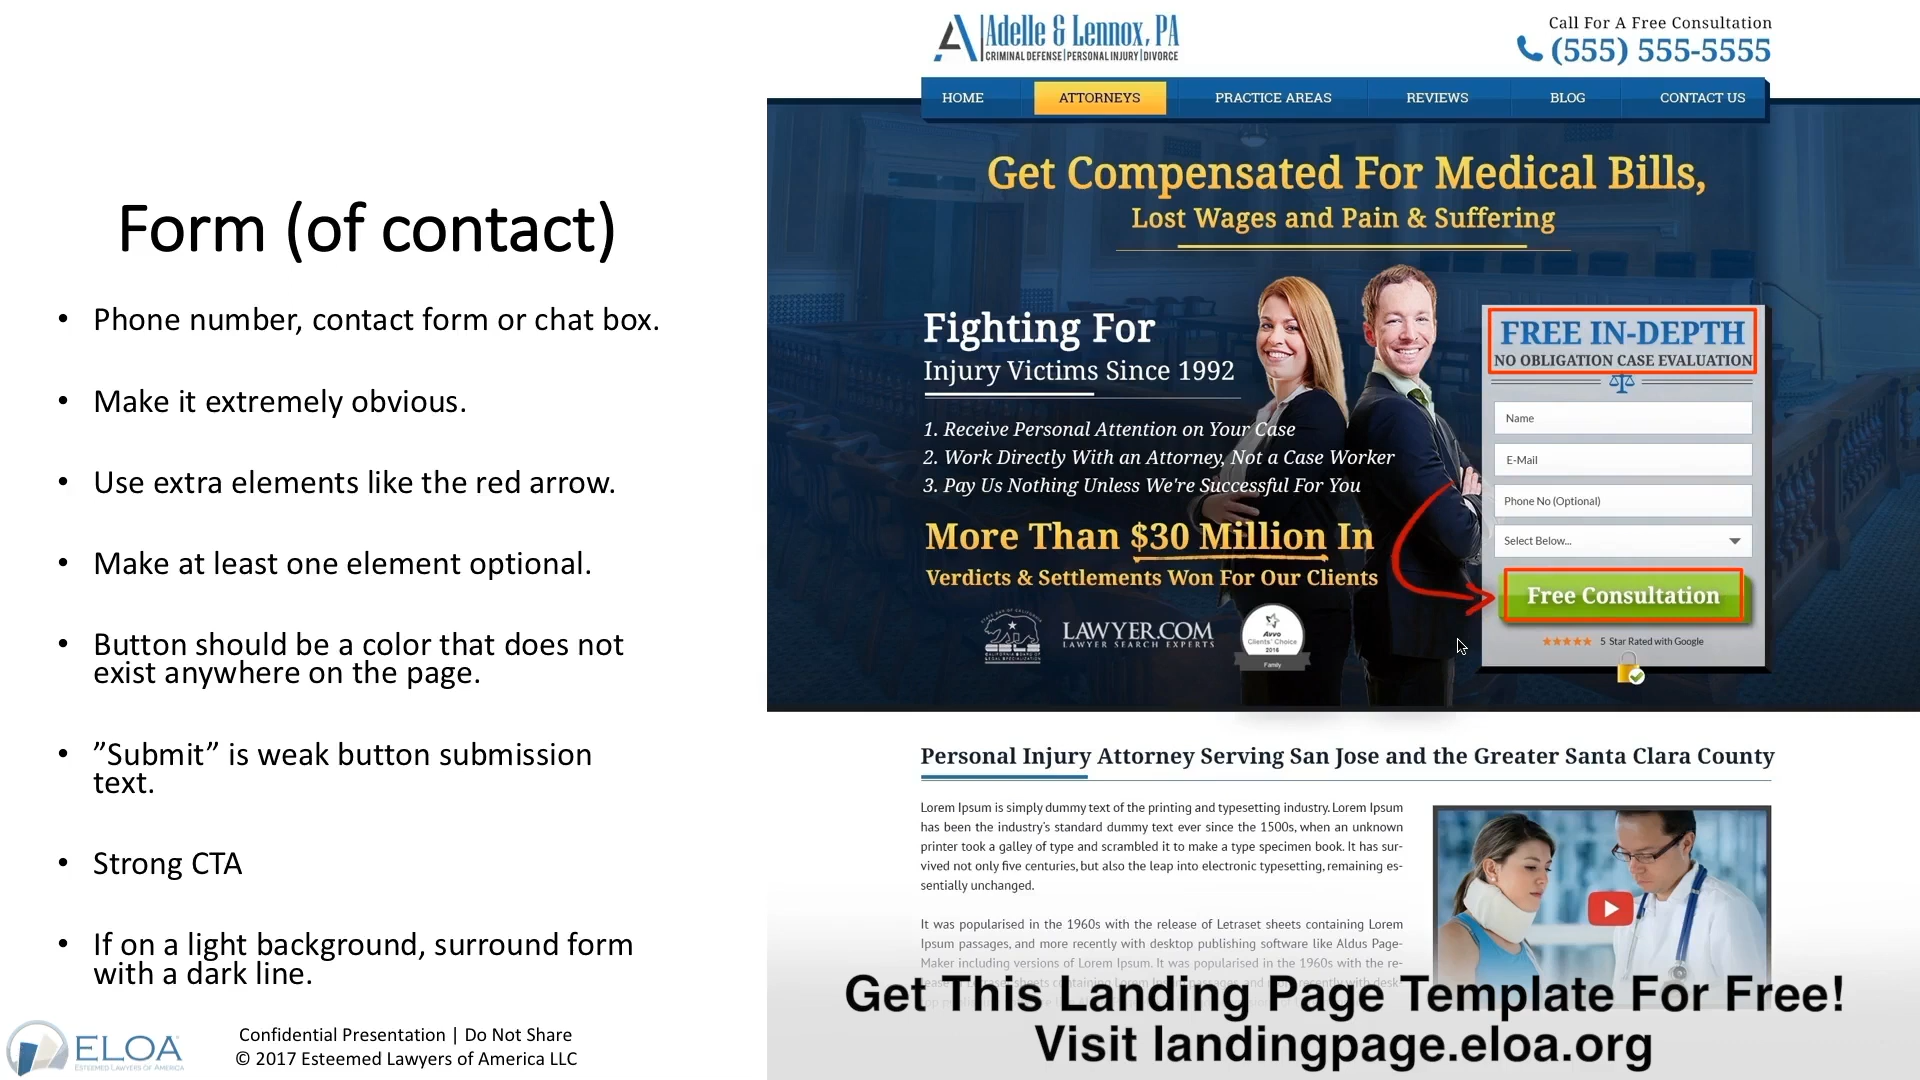 Form (of contact)
• Phone number, contact form or chat box.
• Make it extremely obvious.
• Use extra elements like the red arrow.
• Make at least one element optional.
• Button should be a color that does not
exist anywhere on the page.
• ”Submit” is weak button submission
text.
• Strong CTA
• If on a light background, surround form
with a dark line.
ELOA
ESTEEMED LAWYERS OF AMERICA
Confidential Presentation | Do Not Share
© 2017 Esteemed Lawyers of America LLC
Adelle & Lennox, PA
CRIMINAL DEFENSE|PERSONAL INJURY|DIVORCE
Call For A Free Consultation
(555) 555-5555
HOME ATTORNEYS PRACTICE AREAS REVIEWS BLOG CONTACT US
Get Compensated For Medical Bills,
Lost Wages and Pain & Suffering
Fighting For
Injury Victims Since 1992
1. Receive Personal Attention on Your Case
2. Work Directly With an Attorney, Not a Case Worker
3. Pay Us Nothing Unless We're Successful For You
More Than $30 Million In
Verdicts & Settlements Won For Our Clients
LAWYER.COM
LAWYER SEARCH EXPERTS
Avvo
Clients' Choice
2016
Family
FREE IN-DEPTH
NO OBLIGATION CASE EVALUATION
Name
E-Mail
Phone No (Optional)
Select Below...
Free Consultation
5 Star Rated with Google
Personal Injury Attorney Serving San Jose and the Greater Santa Clara County
Lorem Ipsum is simply dummy text of the printing and typesetting industry. Lorem Ipsum
has been the industry's standard dummy text ever since the 1500s, when an unknown
printer took a galley of type and scrambled it to make a type specimen book. It has sur-
vived not only five centuries, but also the leap into electronic typesetting, remaining es-
sentially unchanged.
It was popularised in the 1960s with the release of Letraset sheets containing Lorem
Ipsum passages, and more recently with desktop publishing software like Aldus Page-
Maker including versions of Lorem Ipsum. It was popularised in the 1960s with the re-
Get This Landing Page Template For Free!
Visit landingpage.eloa.org